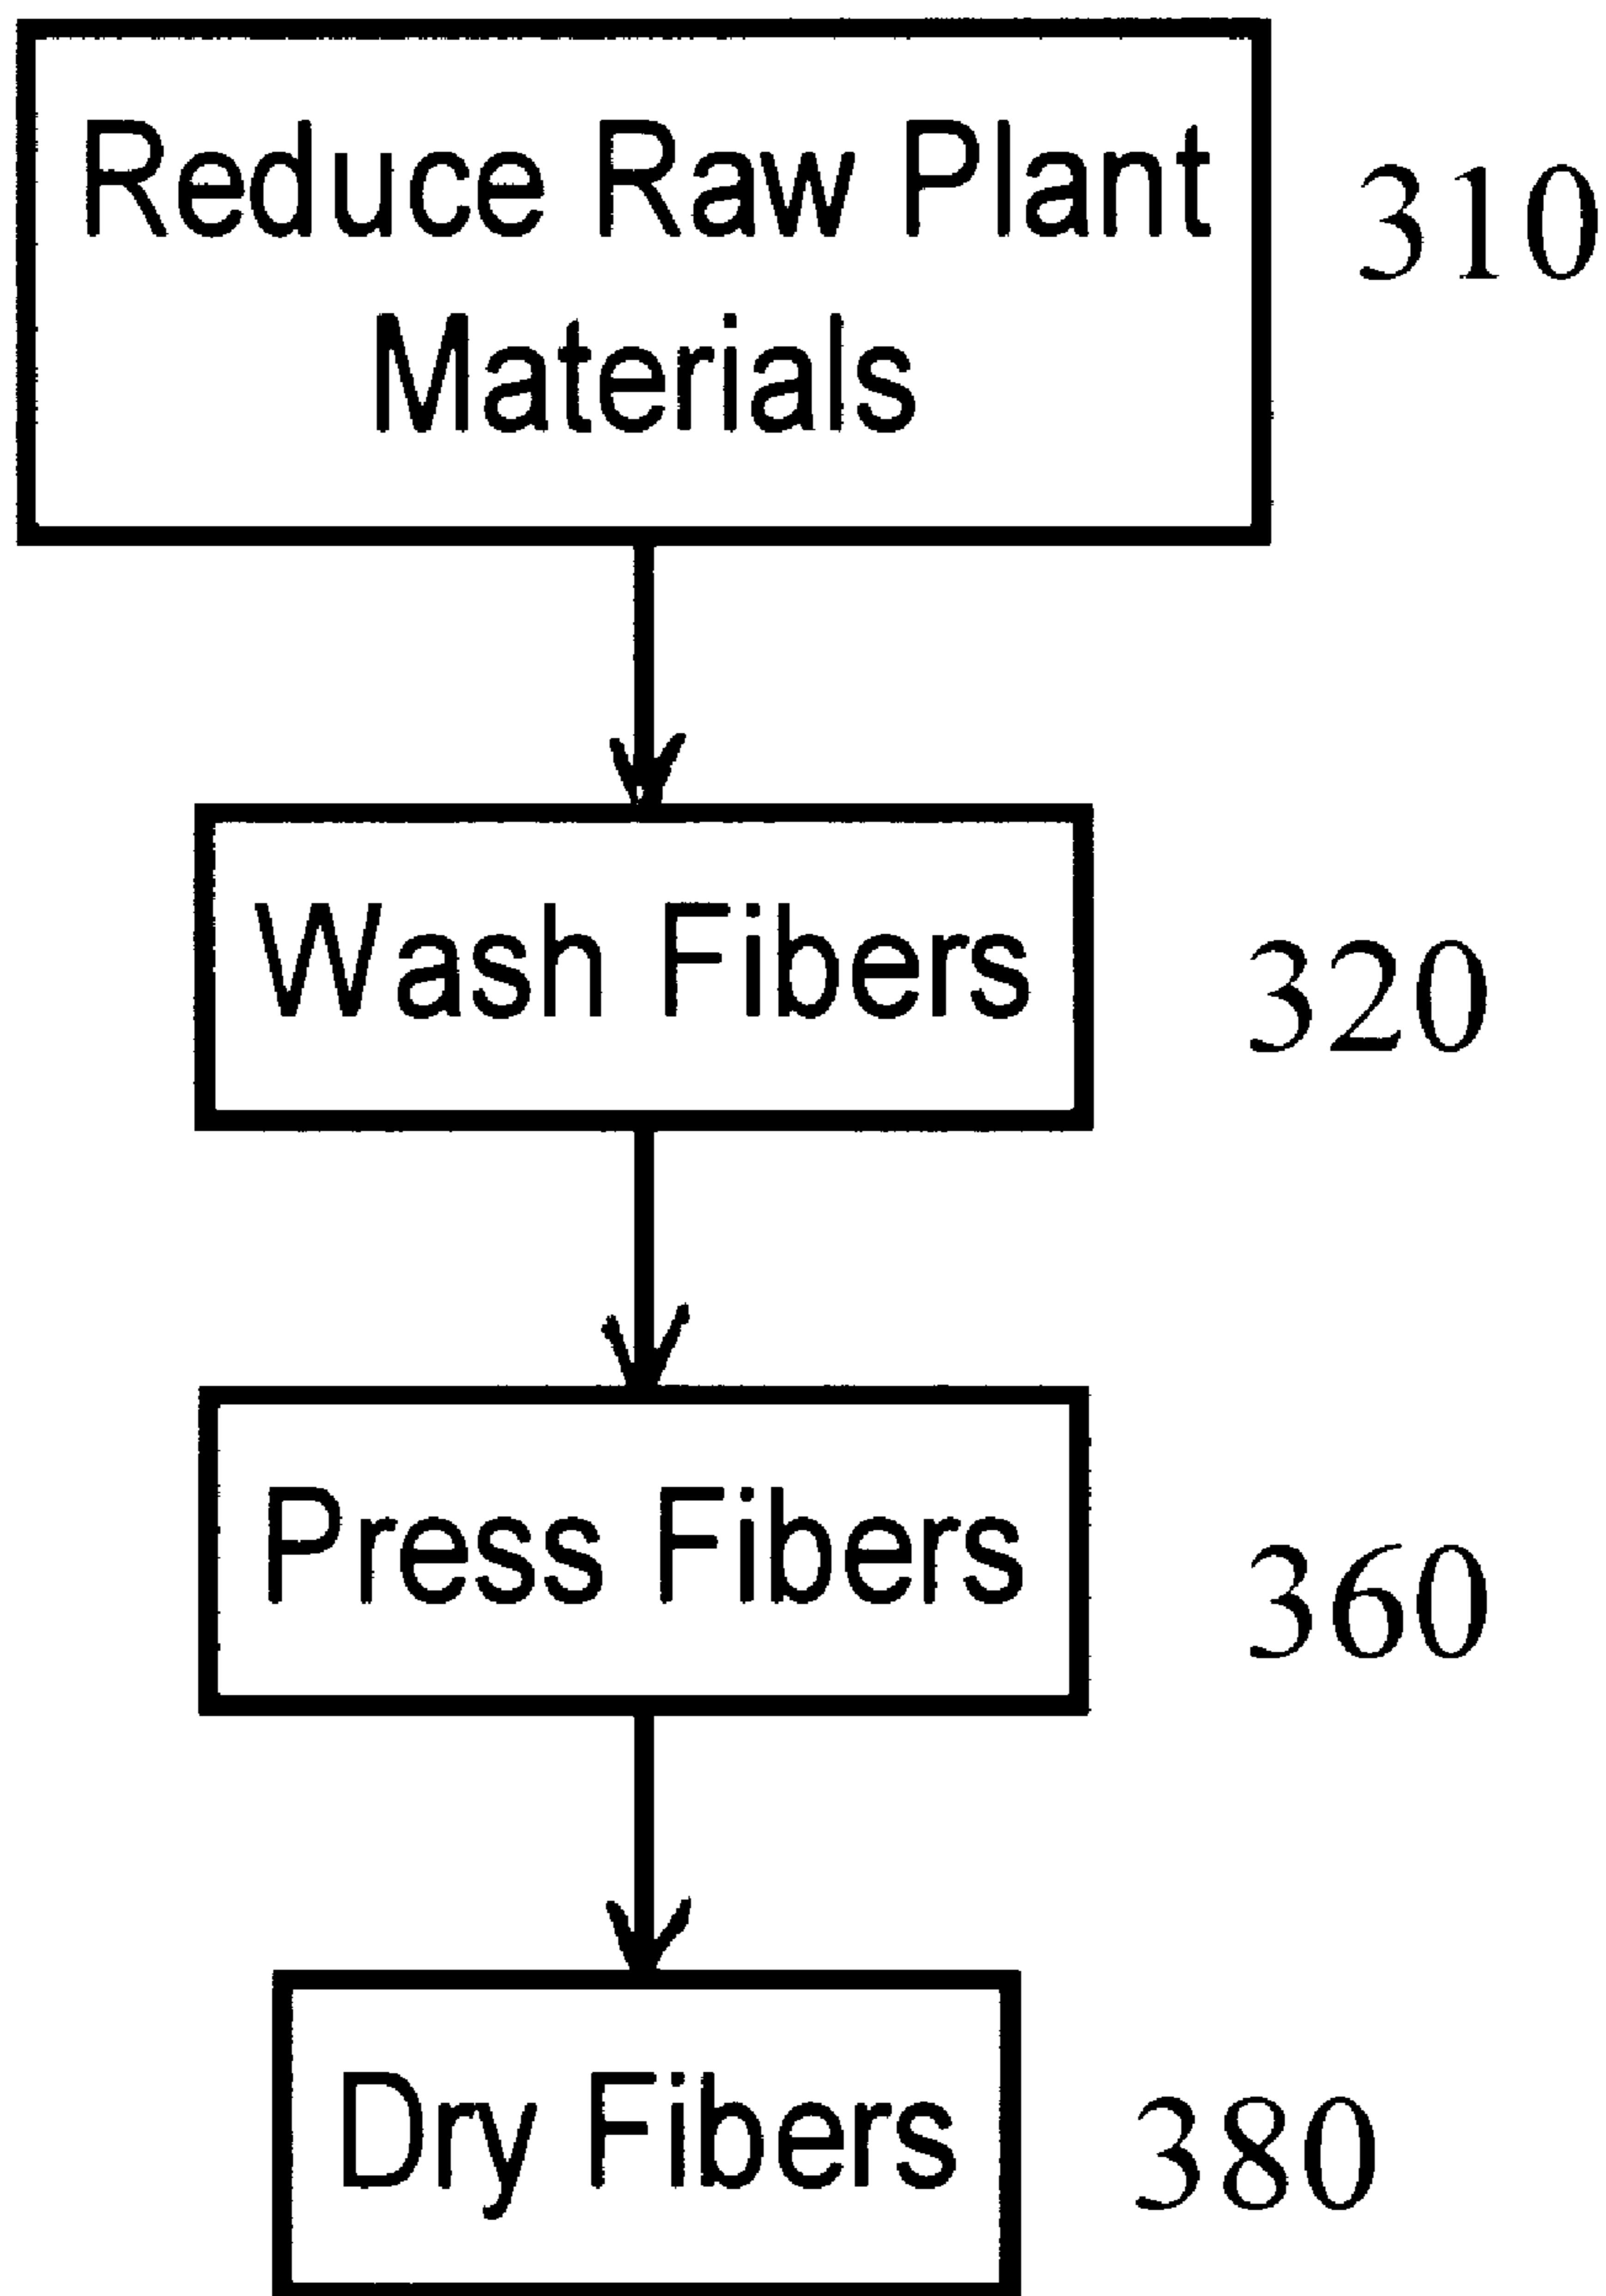 Reduce Raw Plant
Materials
310
Wash Fibers
320
Press Fibers
360
Dry Fibers
380